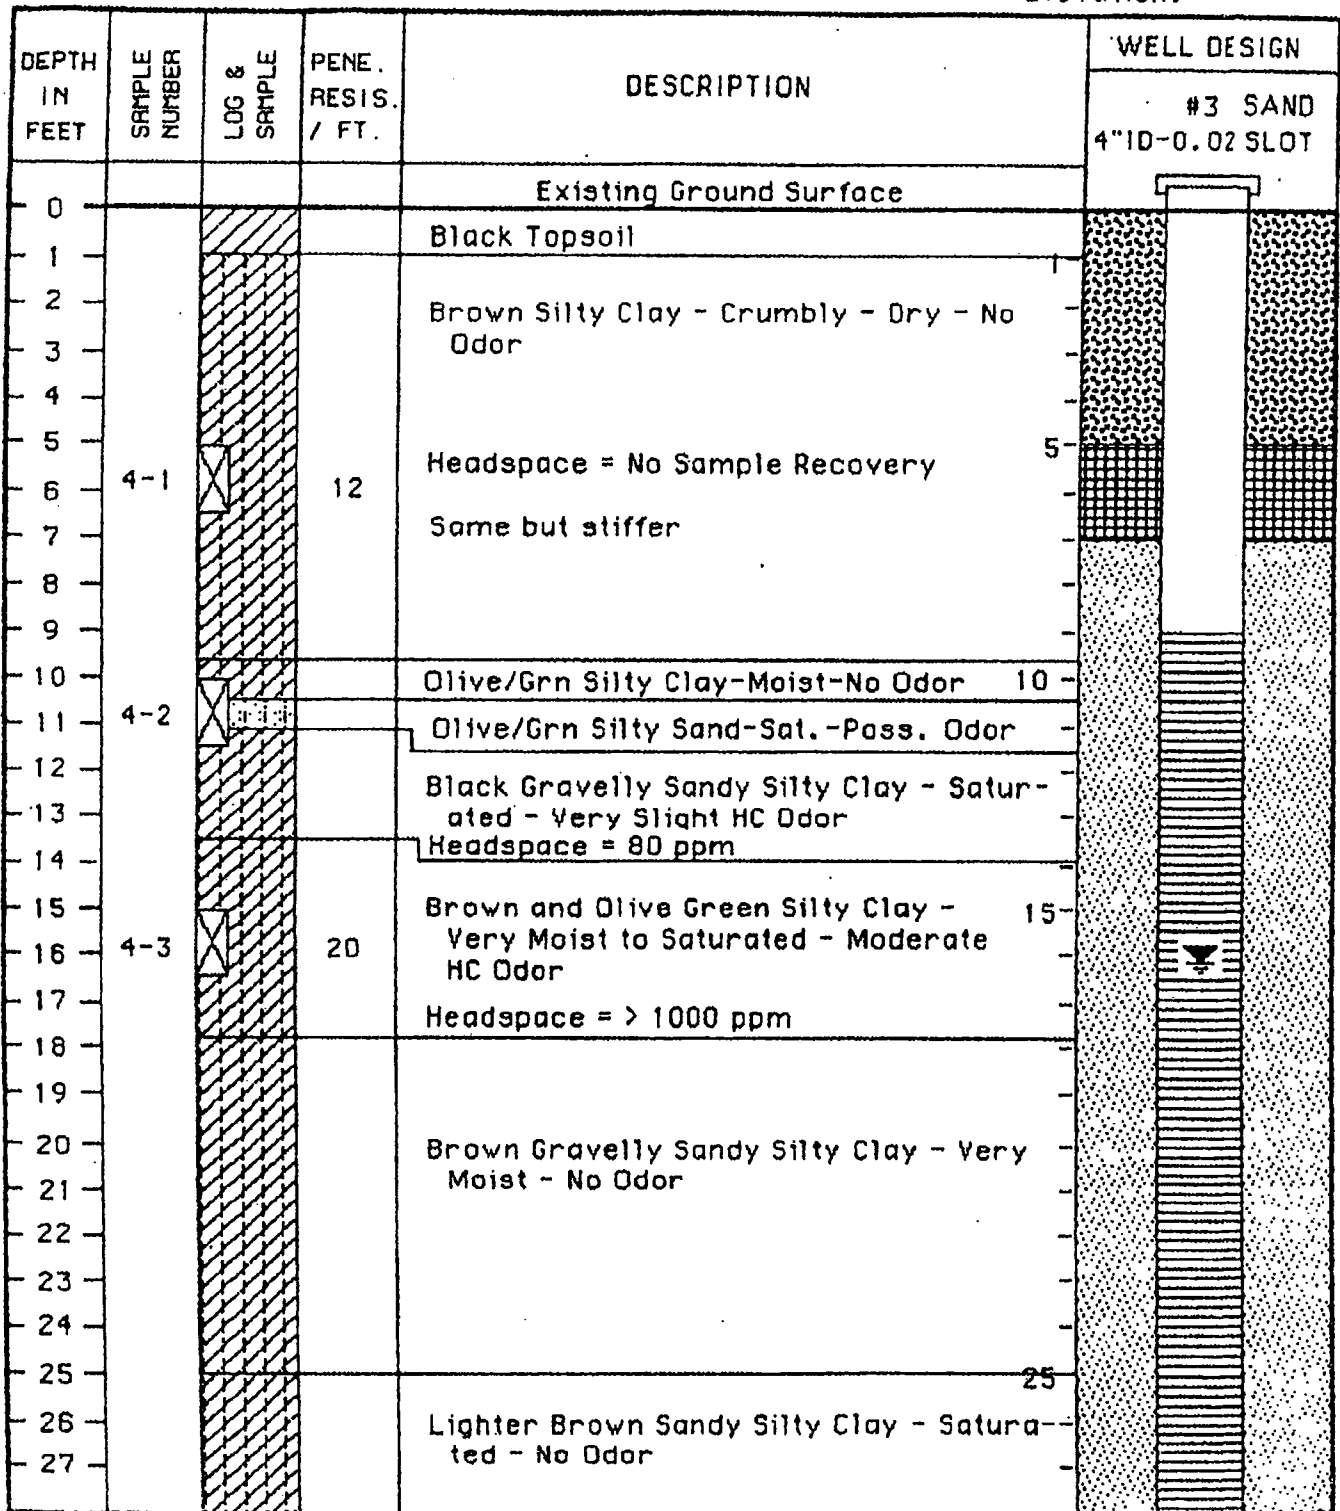 WELL DESIGN
DEPTH
IN
FEET
SAMPLE
NUMBER
LOG &
SAMPLE
PENE.
RESIS.
/ FT.
DESCRIPTION
#3 SAND
4"ID-0.02 SLOT
Existing Ground Surface
0
Black Topsoil
1
1
2
Brown Silty Clay - Crumbly - Dry - No
Odor
3
4
5
5
4-1
12
Headspace = No Sample Recovery
6
Same but stiffer
7
8
9
10
Olive/Grn Silty Clay-Moist-No Odor
10
4-2
11
Olive/Grn Silty Sand-Sat.-Poss. Odor
12
Black Gravelly Sandy Silty Clay - Satur-
ated - Very Slight HC Odor
13
Headspace = 80 ppm
14
15
Brown and Olive Green Silty Clay -
15
Very Moist to Saturated - Moderate
HC Odor
16
4-3
20
17
Headspace = > 1000 ppm
18
19
20
Brown Gravelly Sandy Silty Clay - Very
Moist - No Odor
21
22
23
24
25
25
26
Lighter Brown Sandy Silty Clay - Satura-
ted - No Odor
27